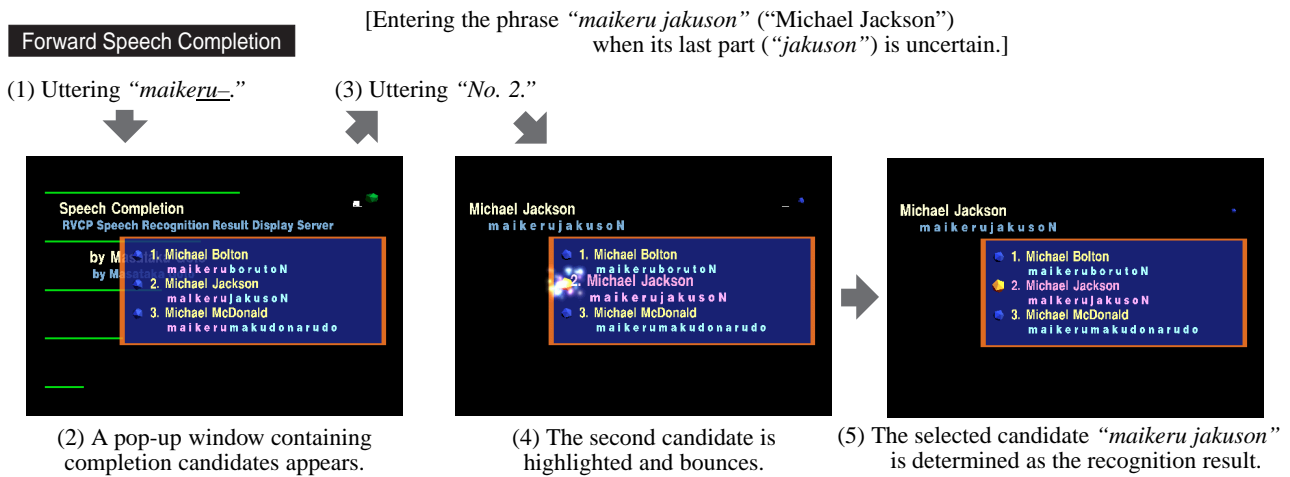 [Entering the phrase “maikeru jakuson” (“Michael Jackson”)
when its last part (“jakuson”) is uncertain.]
Forward Speech Completion
(1) Uttering “maikeru–.”
(3) Uttering “No. 2.”
Speech Completion
RVCP Speech Recognition Result Display Server
by Ma
by Masataka
1. Michael Bolton
maikeruborutoN
2. Michael Jackson
maikerujakusoN
3. Michael McDonald
maikerumakudonarudo
(2) A pop-up window containing
completion candidates appears.
Michael Jackson
maikerujakusoN
1. Michael Bolton
maikeruborutoN
2. Michael Jackson
maikerujakusoN
3. Michael McDonald
maikerumakudonarudo
(4) The second candidate is
highlighted and bounces.
Michael Jackson
maikerujakusoN
1. Michael Bolton
maikeruborutoN
2. Michael Jackson
maikerujakusoN
3. Michael McDonald
maikerumakudonarudo
(5) The selected candidate “maikeru jakuson”
is determined as the recognition result.